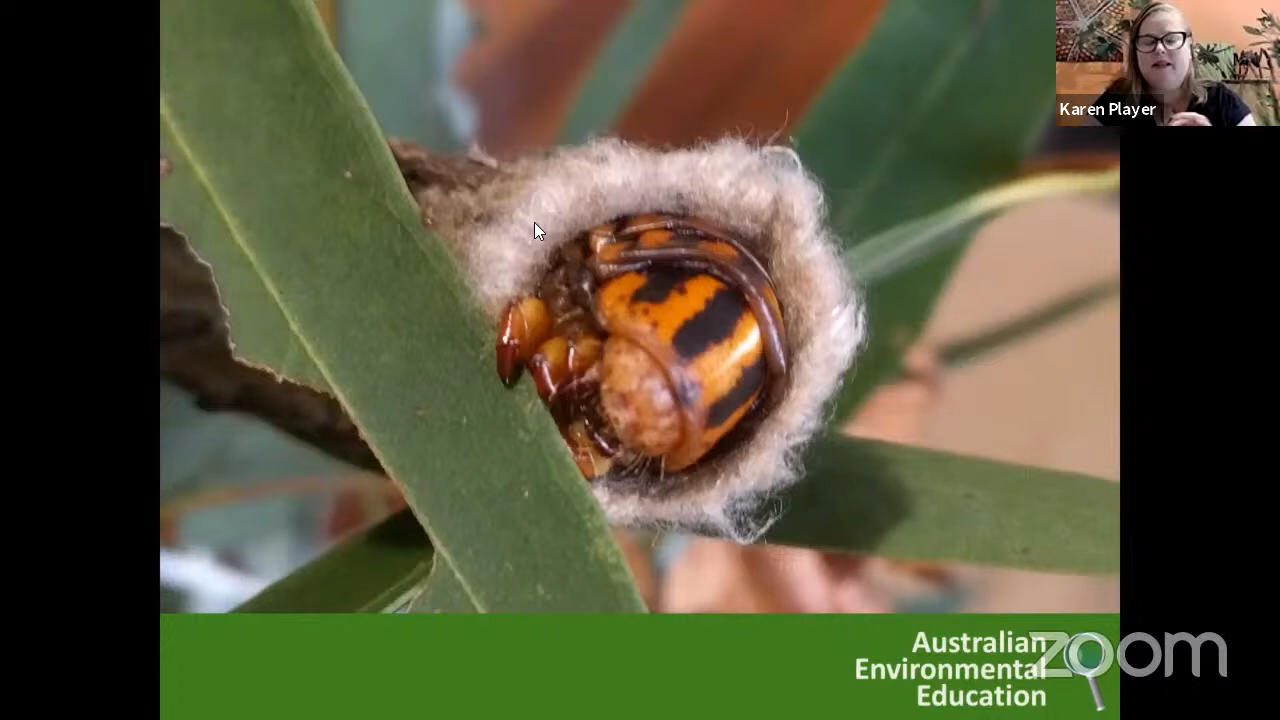 Karen Player
Australian
Environmental
Education
zoom